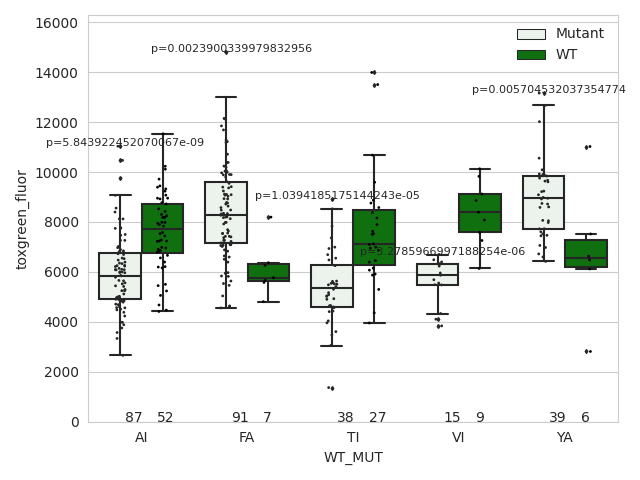 16000
Mutant
WT
p=0.0023900339979832956
14000
p=0.005704532037354774
12000
p=5.843922452070067e-09
10000
p=1.0394185175144243e-05
8000
p=3.2785966997188254e-06
6000
4000
2000
0
toxgreen_fluor
87 52 91 7 38 27 15 9 39 6
AI FA TI VI YA
WT_MUT